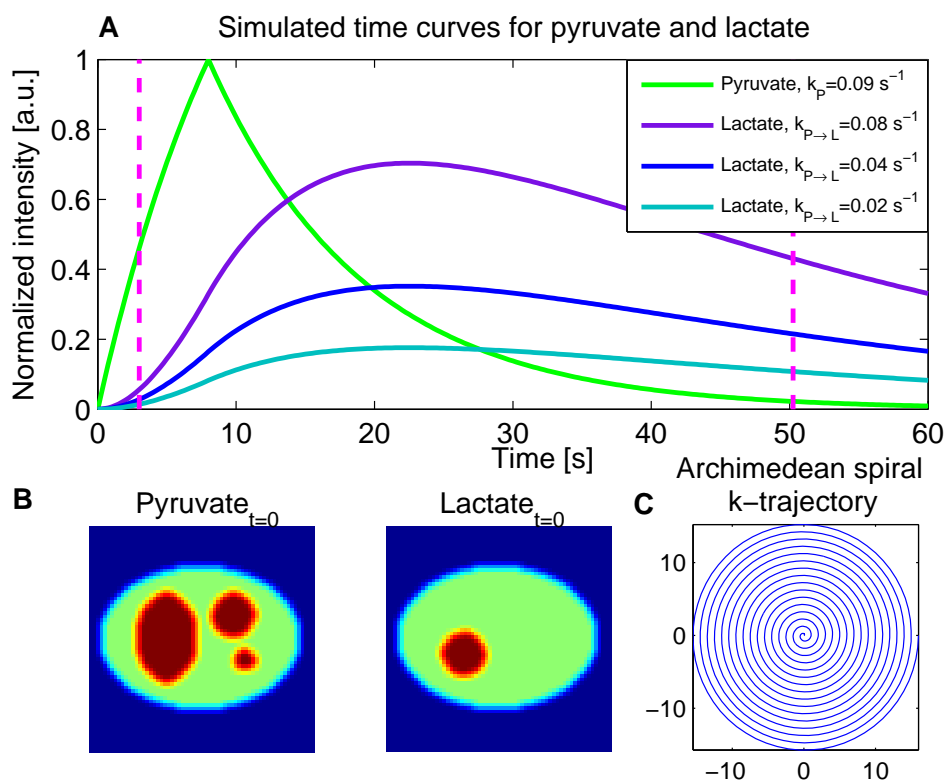 A Simulated time curves for pyruvate and lactate
Normalized intensity [a.u.]
1
0.8
0.6
0.4
0.2
0
Pyruvate, k_P=0.09 s⁻¹
Lactate, k_P→L=0.08 s⁻¹
Lactate, k_P→L=0.04 s⁻¹
Lactate, k_P→L=0.02 s⁻¹
0 10 20 30 40 50 60
Time [s]
B
Pyruvate_t=0
Lactate_t=0
C
Archimedean spiral
k−trajectory
10
0
−10
−10 0 10